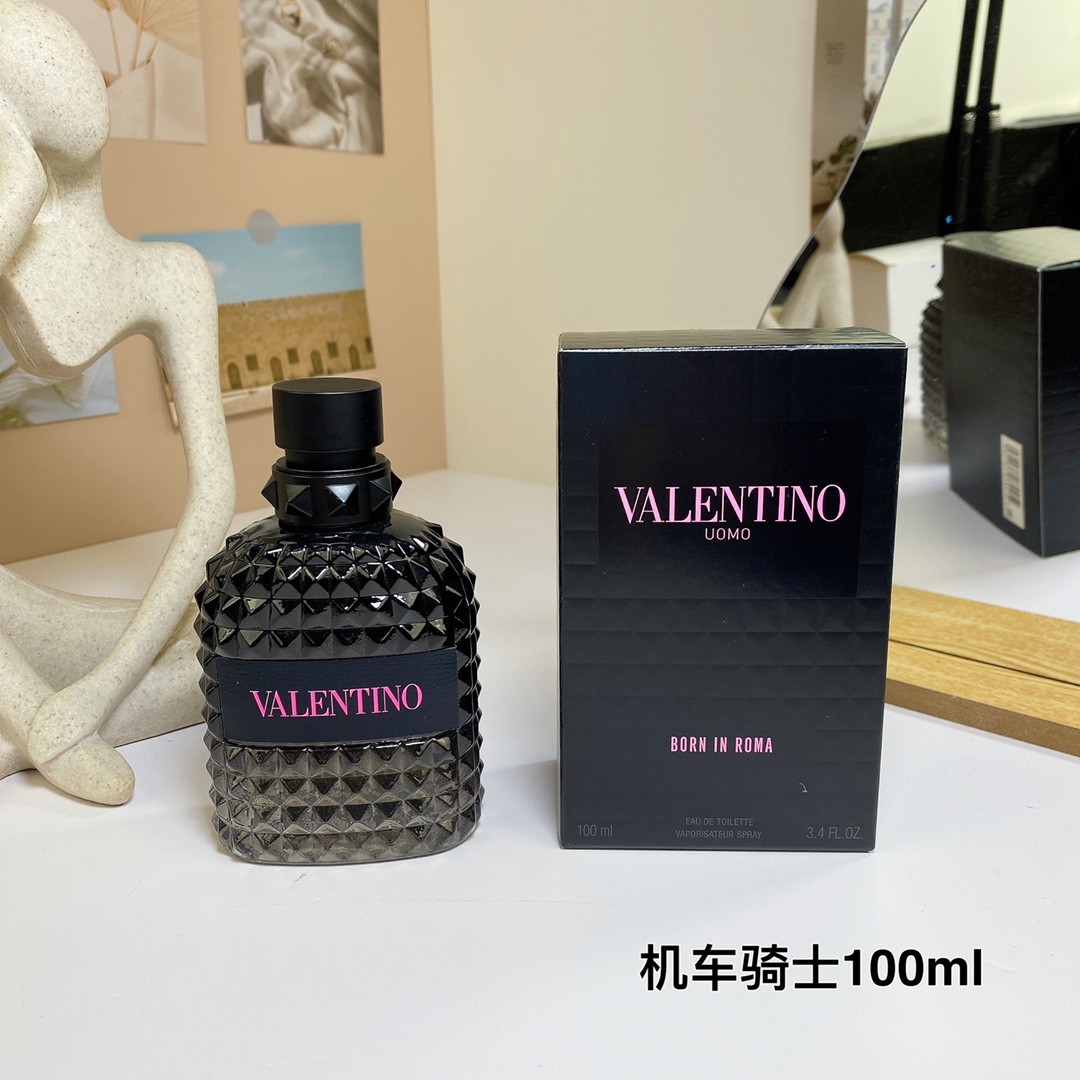 VALENTINO
UOMO
VALENTINO
BORN IN ROMA
EAU DE TOILETTE
100 ml VAPORISATEUR SPRAY 3.4 FL.OZ.
机车骑士100ml